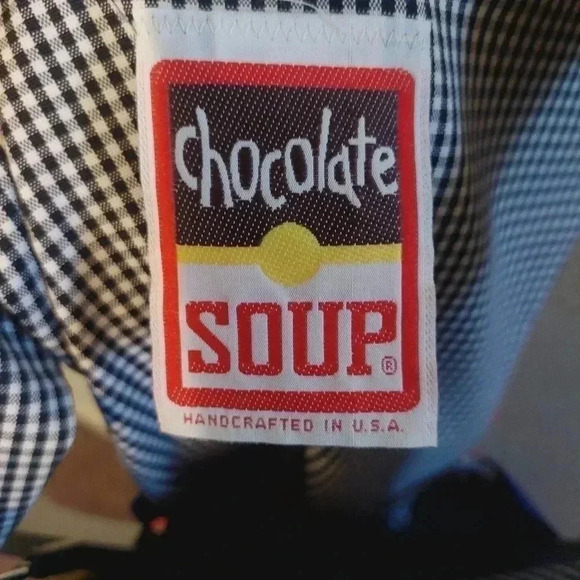 chocolate
SOUP®
HANDCRAFTED IN U.S.A.